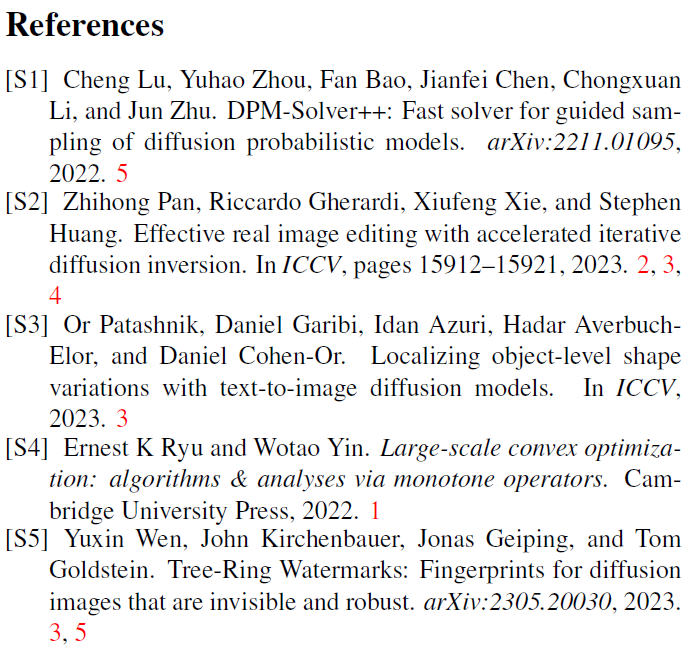 References
[S1] Cheng Lu, Yuhao Zhou, Fan Bao, Jianfei Chen, Chongxuan
Li, and Jun Zhu. DPM-Solver++: Fast solver for guided sam-
pling of diffusion probabilistic models. arXiv:2211.01095,
2022. 5
[S2] Zhihong Pan, Riccardo Gherardi, Xiufeng Xie, and Stephen
Huang. Effective real image editing with accelerated iterative
diffusion inversion. In ICCV, pages 15912–15921, 2023. 2, 3,
4
[S3] Or Patashnik, Daniel Garibi, Idan Azuri, Hadar Averbuch-
Elor, and Daniel Cohen-Or. Localizing object-level shape
variations with text-to-image diffusion models. In ICCV,
2023. 3
[S4] Ernest K Ryu and Wotao Yin. Large-scale convex optimiza-
tion: algorithms & analyses via monotone operators. Cam-
bridge University Press, 2022. 1
[S5] Yuxin Wen, John Kirchenbauer, Jonas Geiping, and Tom
Goldstein. Tree-Ring Watermarks: Fingerprints for diffusion
images that are invisible and robust. arXiv:2305.20030, 2023.
3, 5